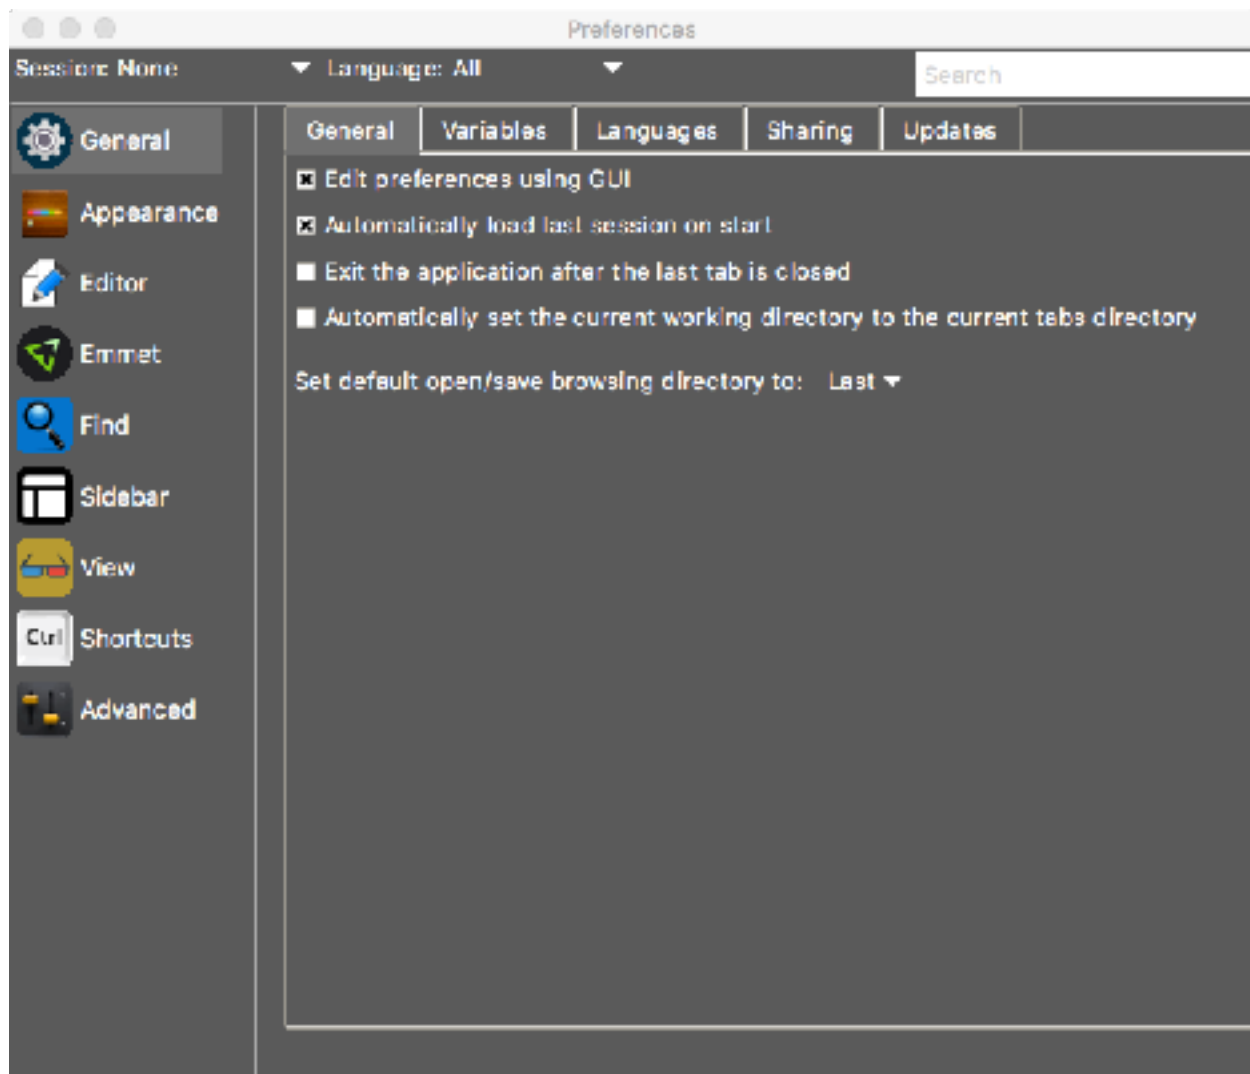 Preferences
Session: None Language: All Search
General
Appearance
Editor
Emmet
Find
Sidebar
View
Ctrl Shortcuts
Advanced
General Variables Languages Sharing Updates
Edit preferences using GUI
Automatically load last session on start
Exit the application after the last tab is closed
Automatically set the current working directory to the current tabs directory
Set default open/save browsing directory to: Last